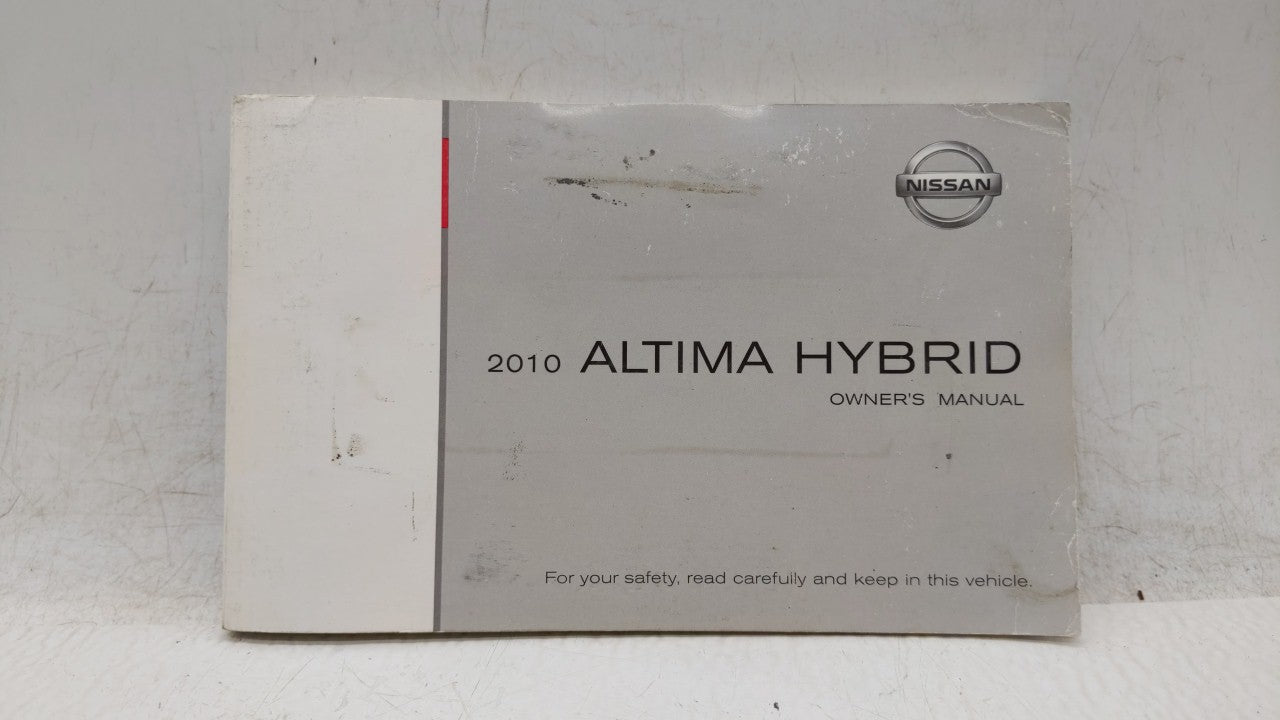 NISSAN
2010 ALTIMA HYBRID
OWNER'S MANUAL
For your safety, read carefully and keep in this vehicle.